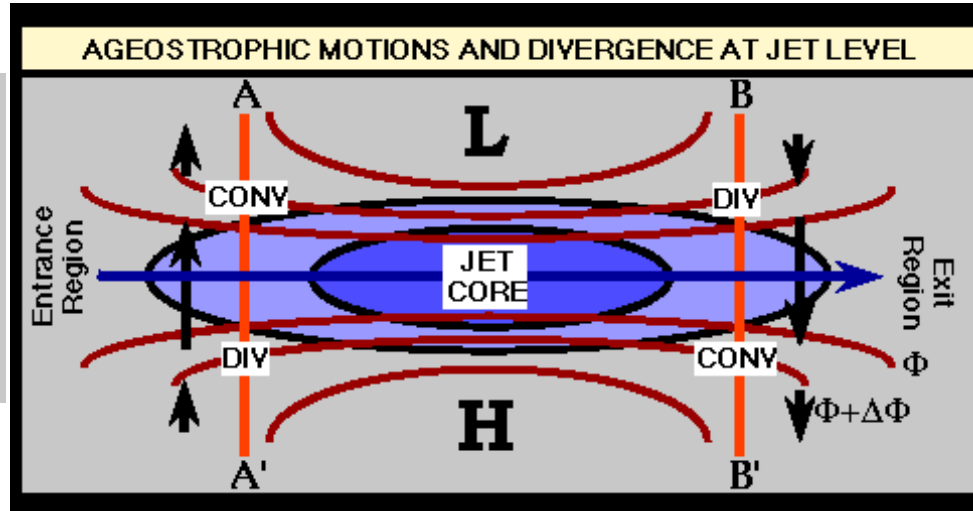 AGEOSTROPHIC MOTIONS AND DIVERGENCE AT JET LEVEL
A
B
L
CONV
DIV
Entrance
Region
JET
CORE
Exit
Region
DIV
CONV
Φ
H
Φ+ΔΦ
A'
B'